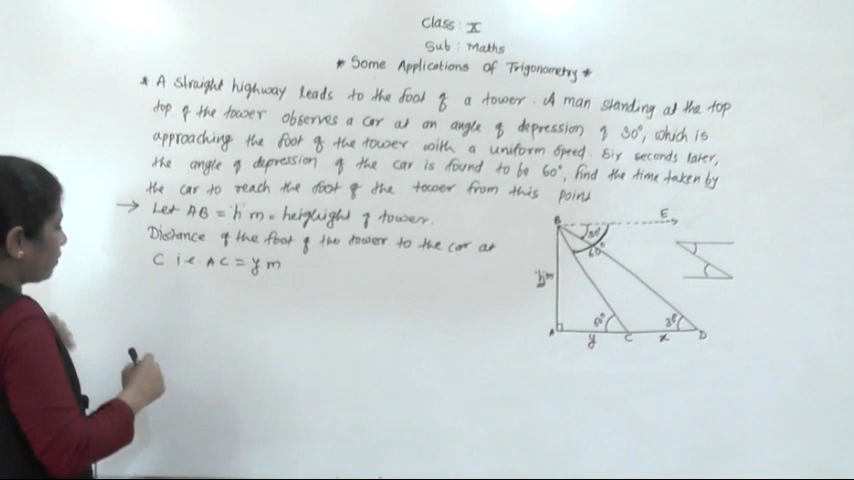 Class : X
Sub : Maths
* Some Applications Of Trigonometry *
* A straight highway leads to the foot of a tower. A man standing at the top
top of the tower observes a car at an angle of depression of 30°, which is
approaching the foot of the tower with a uniform speed. Six seconds later,
the angle of depression of the car is found to be 60°, find the time taken by
the car to reach the foot of the tower from this point
→ Let AB = h m = heighight of tower.
Distance of the foot of the tower to the car at
C i.e. AC = y m
B E
30°
60°
h m
60° 30°
A y C x D